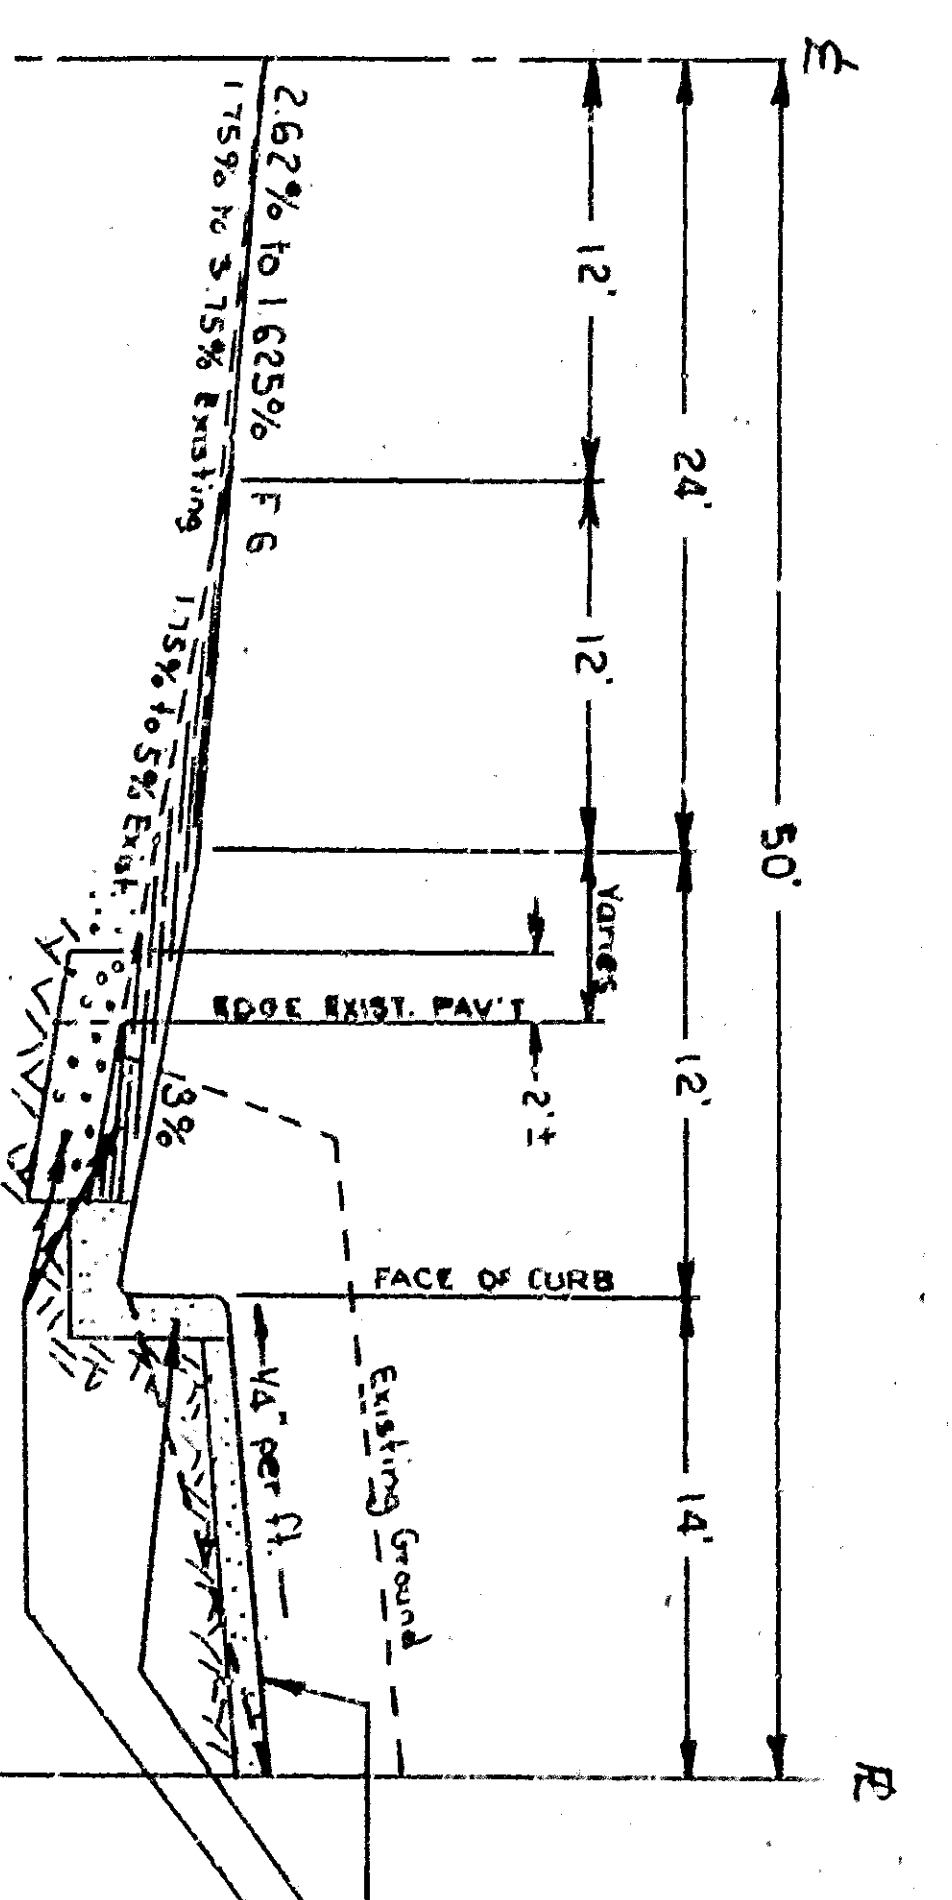 ℄
℞
50'
24'
12'
14'
12'
12'
Varies
2'±
EDGE EXIST. PAV'T
FACE OF CURB
F G
2.62% to 1.625%
1.75% to 3.75% Existing
1.75% to 5% Exist.
3%
1/4" per ft.
Existing Ground